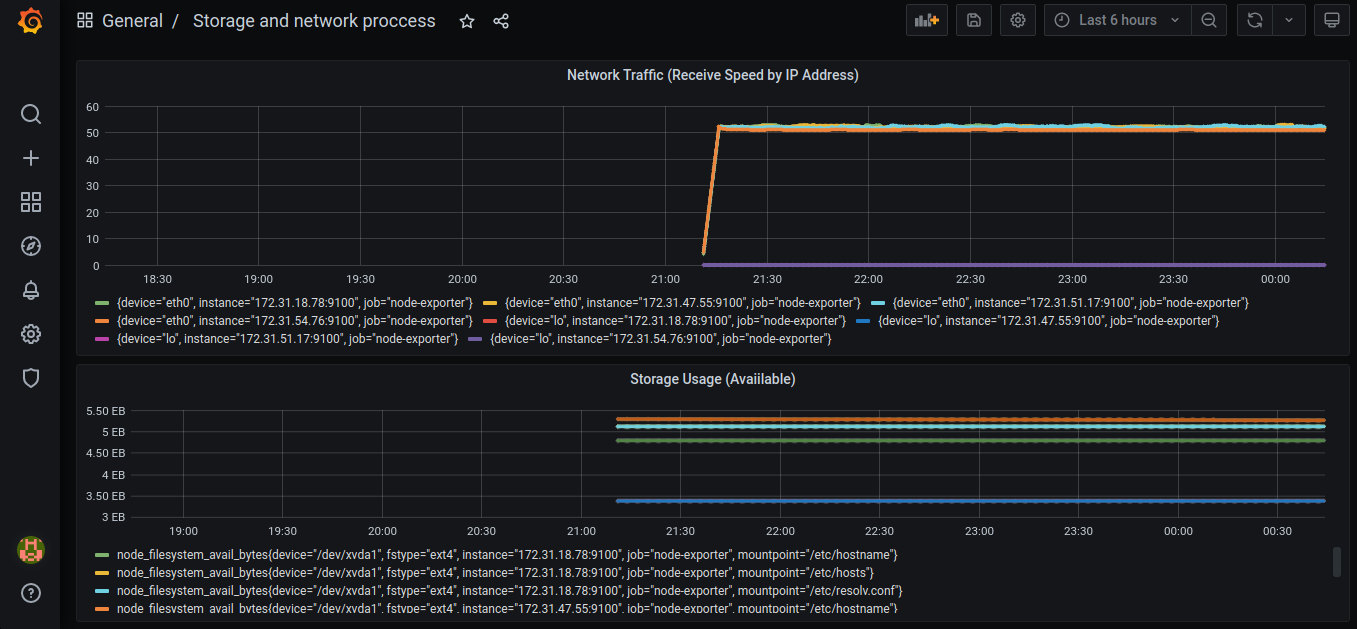 General / Storage and network proccess
Last 6 hours
Network Traffic (Receive Speed by IP Address)
60
50
40
30
20
10
0
18:30 19:00 19:30 20:00 20:30 21:00 21:30 22:00 22:30 23:00 23:30 00:00
{device="eth0", instance="172.31.18.78:9100", job="node-exporter"} {device="eth0", instance="172.31.47.55:9100", job="node-exporter"} {device="eth0", instance="172.31.51.17:9100", job="node-exporter"}
{device="eth0", instance="172.31.54.76:9100", job="node-exporter"} {device="lo", instance="172.31.18.78:9100", job="node-exporter"} {device="lo", instance="172.31.47.55:9100", job="node-exporter"}
{device="lo", instance="172.31.51.17:9100", job="node-exporter"} {device="lo", instance="172.31.54.76:9100", job="node-exporter"}
Storage Usage (Avaiilable)
5.50 EB
5 EB
4.50 EB
4 EB
3.50 EB
3 EB
19:00 19:30 20:00 20:30 21:00 21:30 22:00 22:30 23:00 23:30 00:00 00:30
node_filesystem_avail_bytes{device="/dev/xvda1", fstype="ext4", instance="172.31.18.78:9100", job="node-exporter", mountpoint="/etc/hostname"}
node_filesystem_avail_bytes{device="/dev/xvda1", fstype="ext4", instance="172.31.18.78:9100", job="node-exporter", mountpoint="/etc/hosts"}
node_filesystem_avail_bytes{device="/dev/xvda1", fstype="ext4", instance="172.31.18.78:9100", job="node-exporter", mountpoint="/etc/resolv.conf"}
node_filesystem_avail_bytes{device="/dev/xvda1", fstype="ext4", instance="172.31.47.55:9100", job="node-exporter", mountpoint="/etc/hostname"}